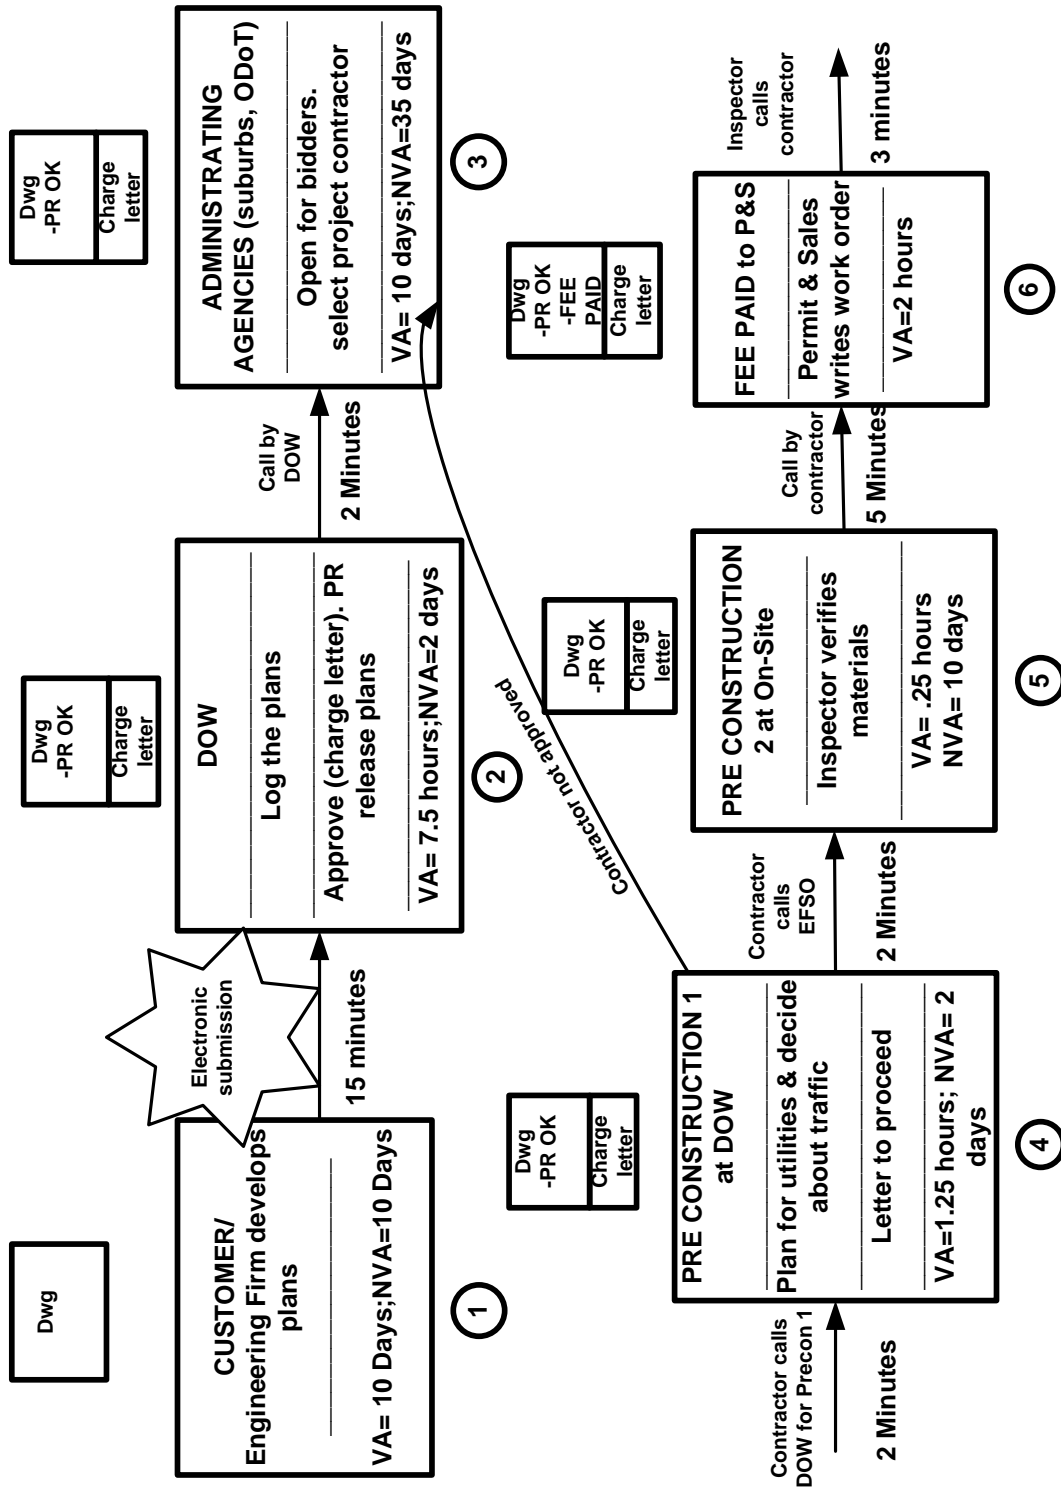 Dwg
CUSTOMER/
Engineering Firm develops
plans
VA= 10 Days;NVA=10 Days
1
Electronic
submission
15 minutes
Dwg
-PR OK
Charge
letter
DOW
Log the plans
Approve (charge letter). PR
release plans
VA= 7.5 hours;NVA=2 days
2
Call by
DOW
2 Minutes
Dwg
-PR OK
Charge
letter
ADMINISTRATING
AGENCIES (suburbs, ODoT)
Open for bidders.
select project contractor
VA= 10 days;NVA=35 days
3
Contractor not approved
Contractor calls
DOW for Precon 1
2 Minutes
Dwg
-PR OK
Charge
letter
PRE CONSTRUCTION 1
at DOW
Plan for utilities & decide
about traffic
Letter to proceed
VA=1.25 hours; NVA= 2
days
4
Contractor
calls
EFSO
2 Minutes
Dwg
-PR OK
Charge
letter
PRE CONSTRUCTION
2 at On-Site
Inspector verifies
materials
VA= .25 hours
NVA= 10 days
5
Call by
contractor
5 Minutes
Dwg
-PR OK
-FEE
PAID
Charge
letter
FEE PAID to P&S
Permit & Sales
writes work order
VA=2 hours
6
Inspector
calls
contractor
3 minutes